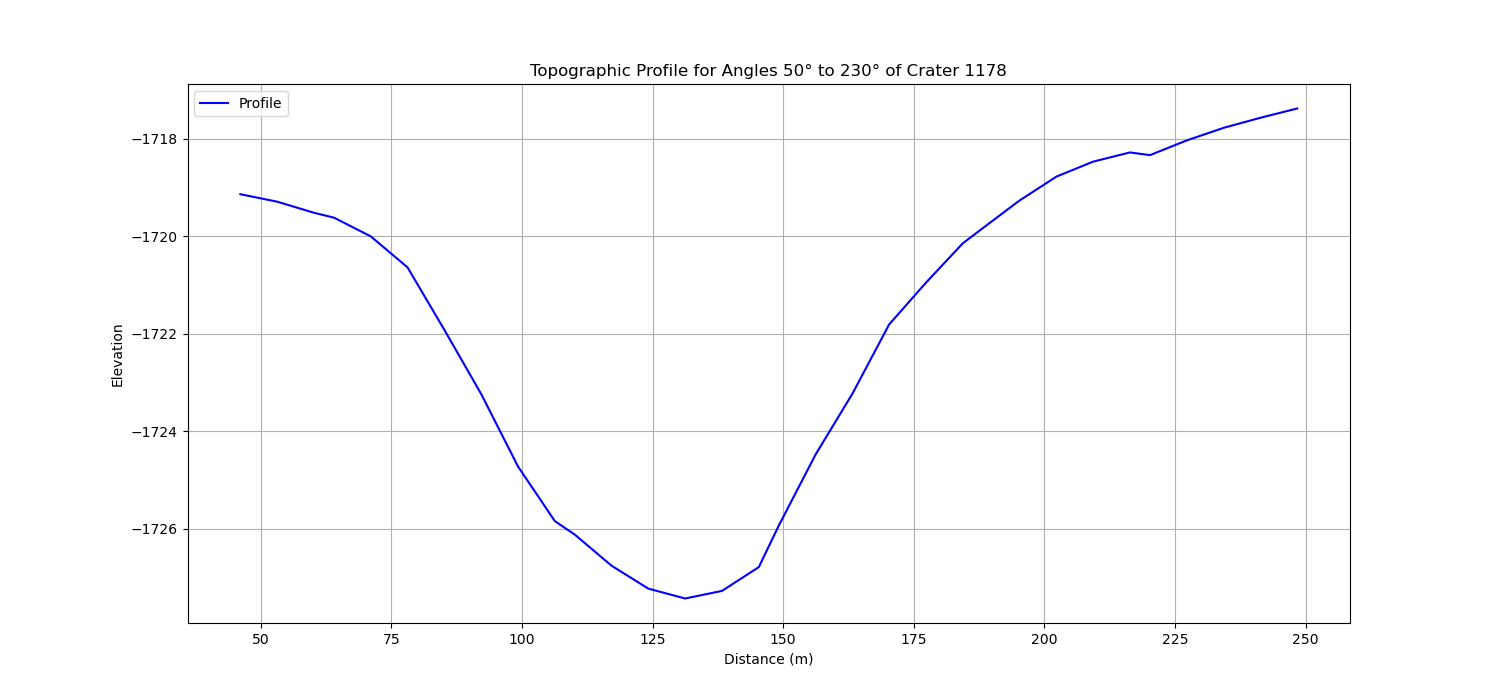 Topographic Profile for Angles 50° to 230° of Crater 1178
Profile
−1718
−1720
−1722
−1724
−1726
Elevation
50 75 100 125 150 175 200 225 250
Distance (m)